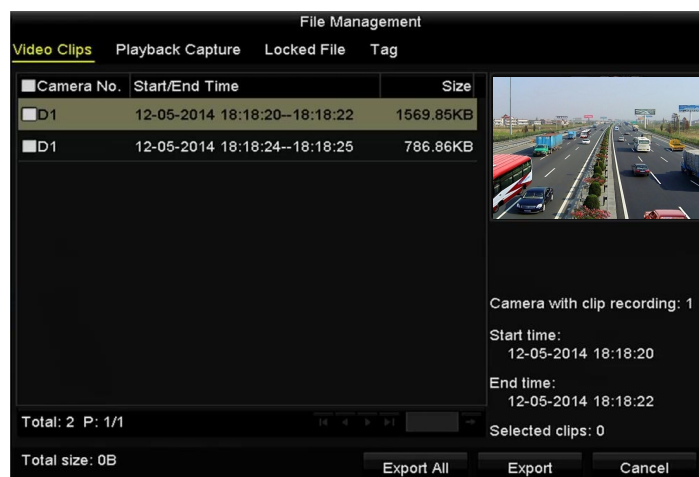 File Management
Video Clips Playback Capture Locked File Tag
Camera No. Start/End Time Size
D1 12-05-2014 18:18:20--18:18:22 1569.85KB
D1 12-05-2014 18:18:24--18:18:25 786.86KB
Camera with clip recording: 1
Start time:
12-05-2014 18:18:20
End time:
12-05-2014 18:18:22
Selected clips: 0
Total: 2 P: 1/1
Total size: 0B
Export All Export Cancel